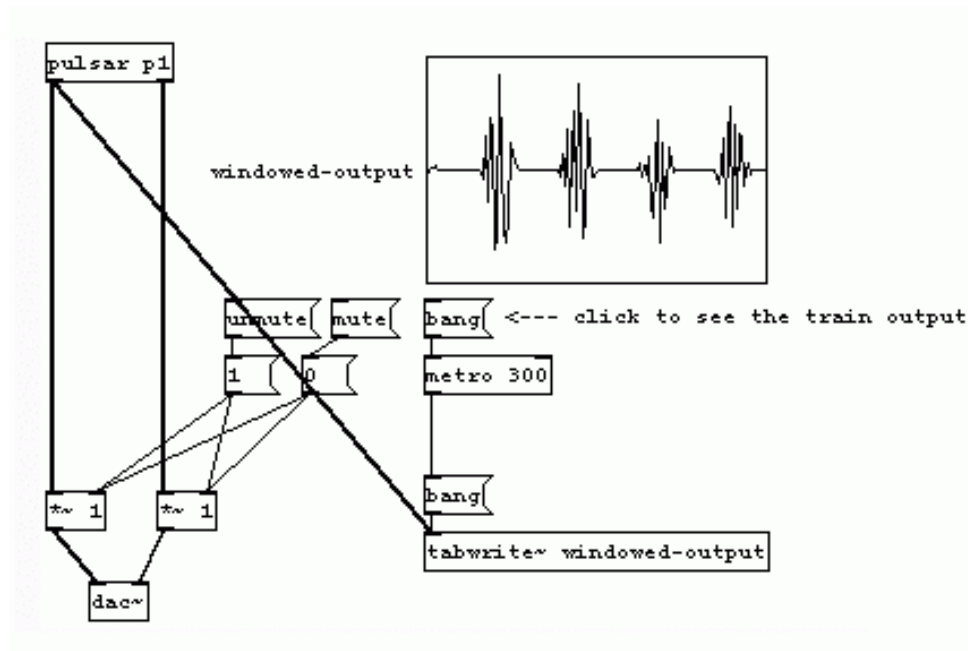 pulsar p1
windowed-output
unmute
mute
bang
<--- click to see the train output
1
0
metro 300
bang
*~ 1
*~ 1
tabwrite~ windowed-output
dac~